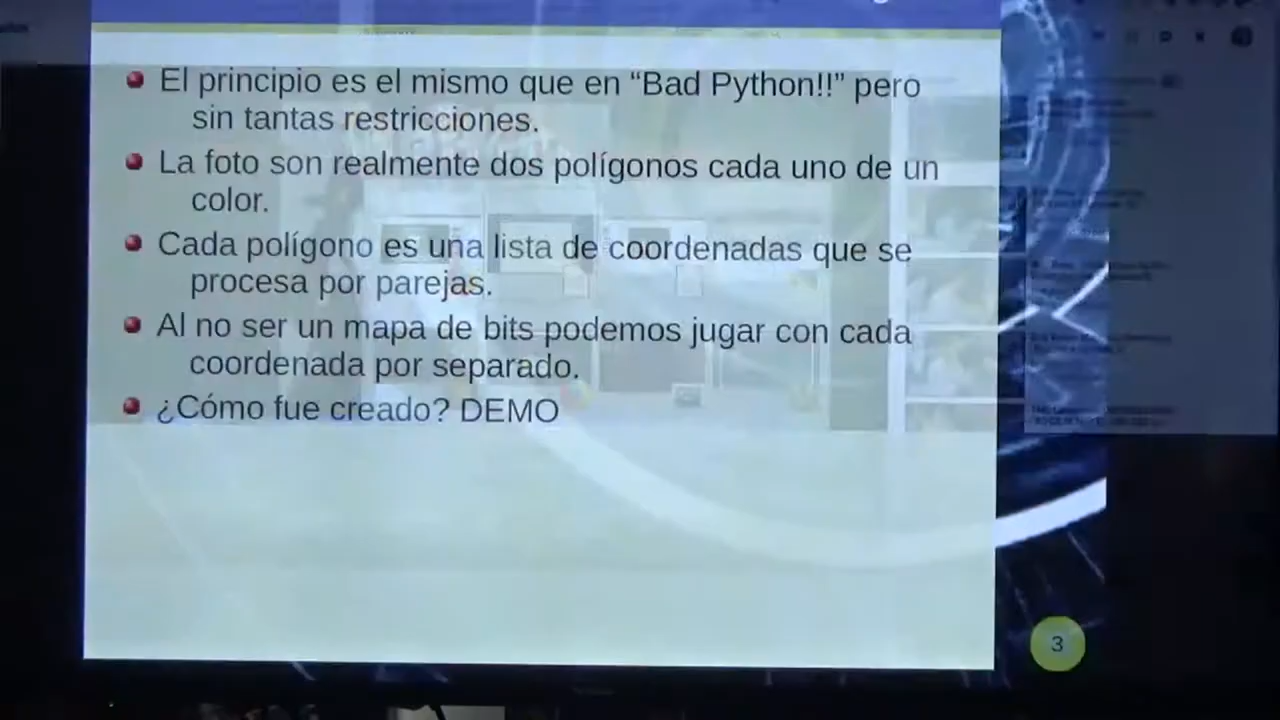 El principio es el mismo que en “Bad Python!!” pero
sin tantas restricciones.
La foto son realmente dos polígonos cada uno de un
color.
Cada polígono es una lista de coordenadas que se
procesa por parejas.
Al no ser un mapa de bits podemos jugar con cada
coordenada por separado.
¿Cómo fue creado? DEMO
3